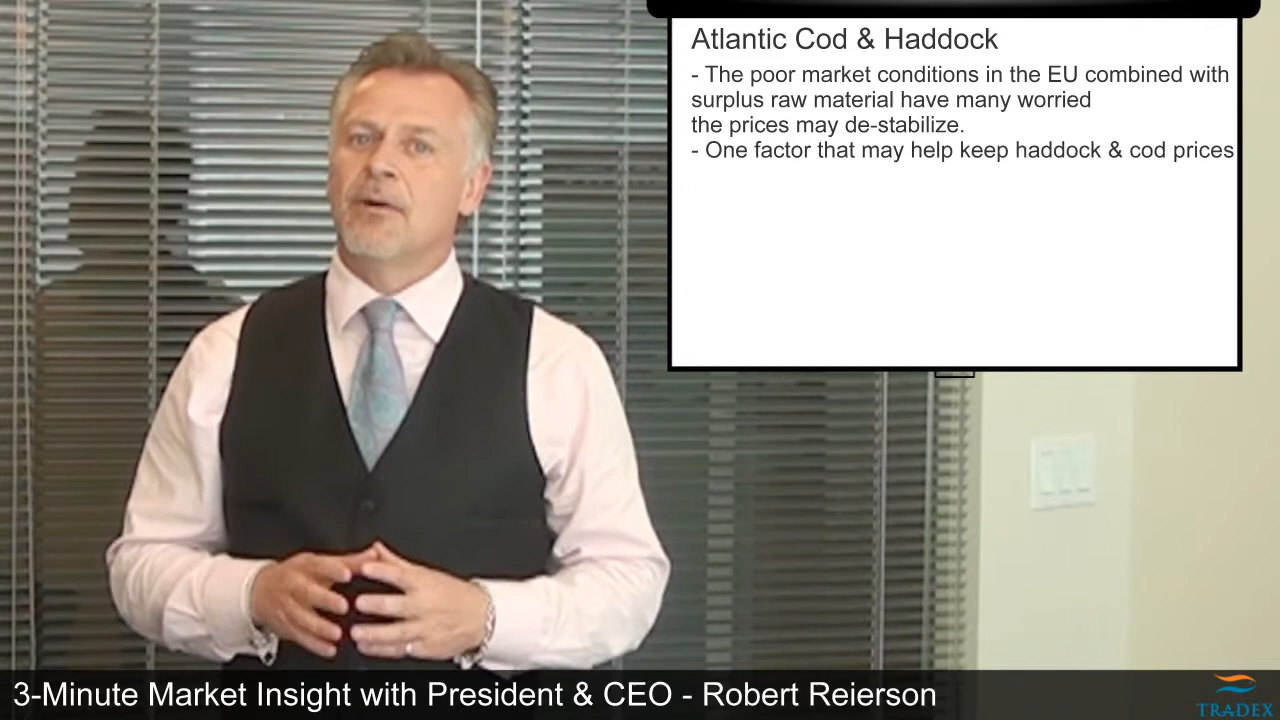 Atlantic Cod & Haddock
- The poor market conditions in the EU combined with
surplus raw material have many worried
the prices may de-stabilize.
- One factor that may help keep haddock & cod prices
3-Minute Market Insight with President & CEO - Robert Reierson
TRADEX